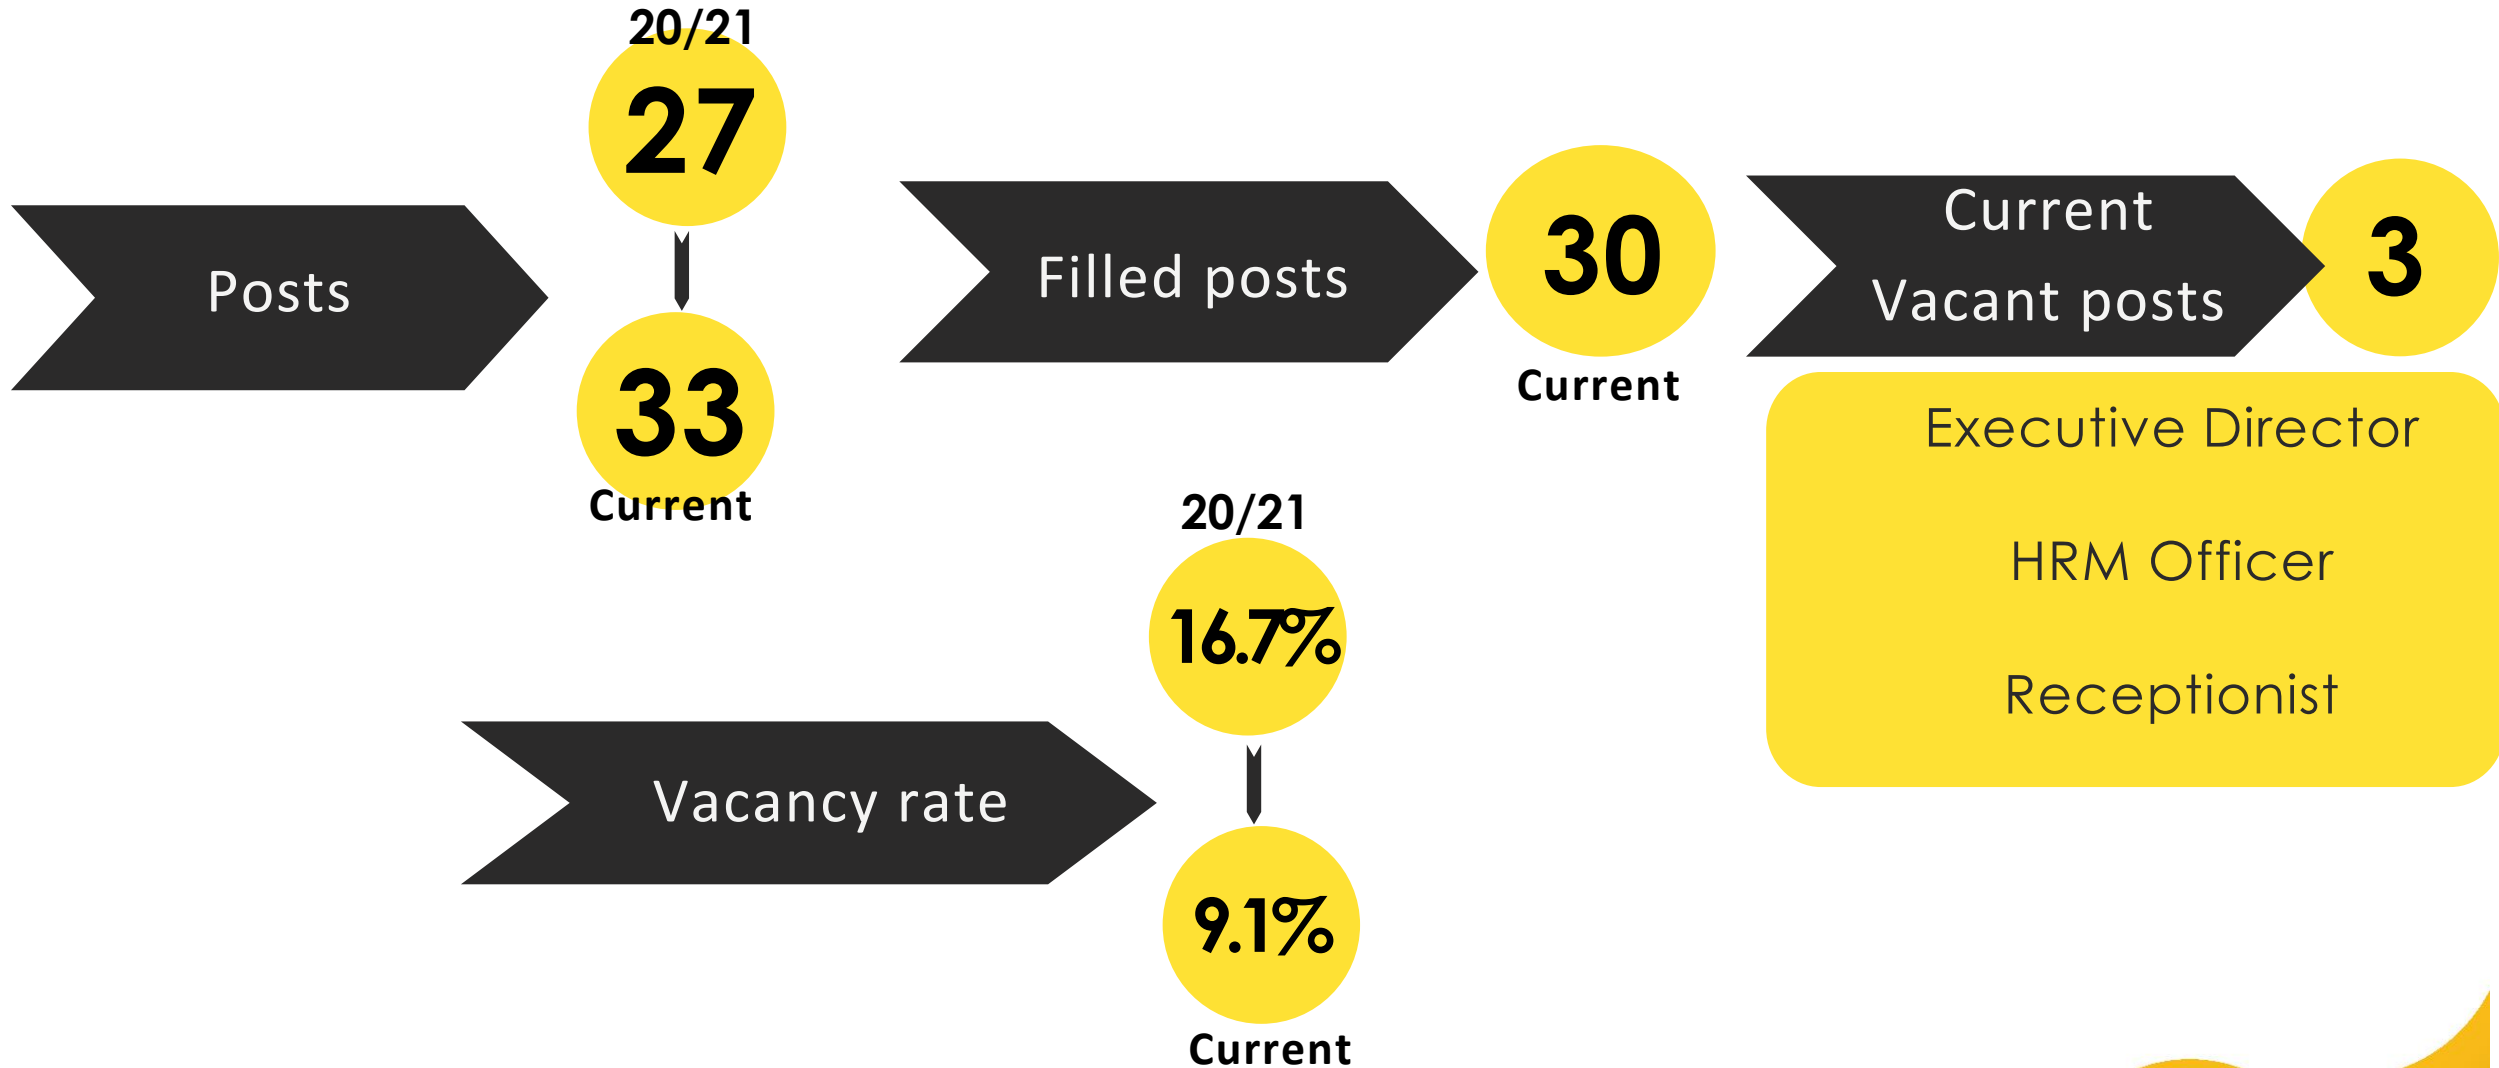 20/21
27
Posts
33
Current
Filled posts
30
Current
Current
Vacant posts
3
Executive Director
HRM Officer
Receptionist
20/21
16.7%
Vacancy rate
9.1%
Current